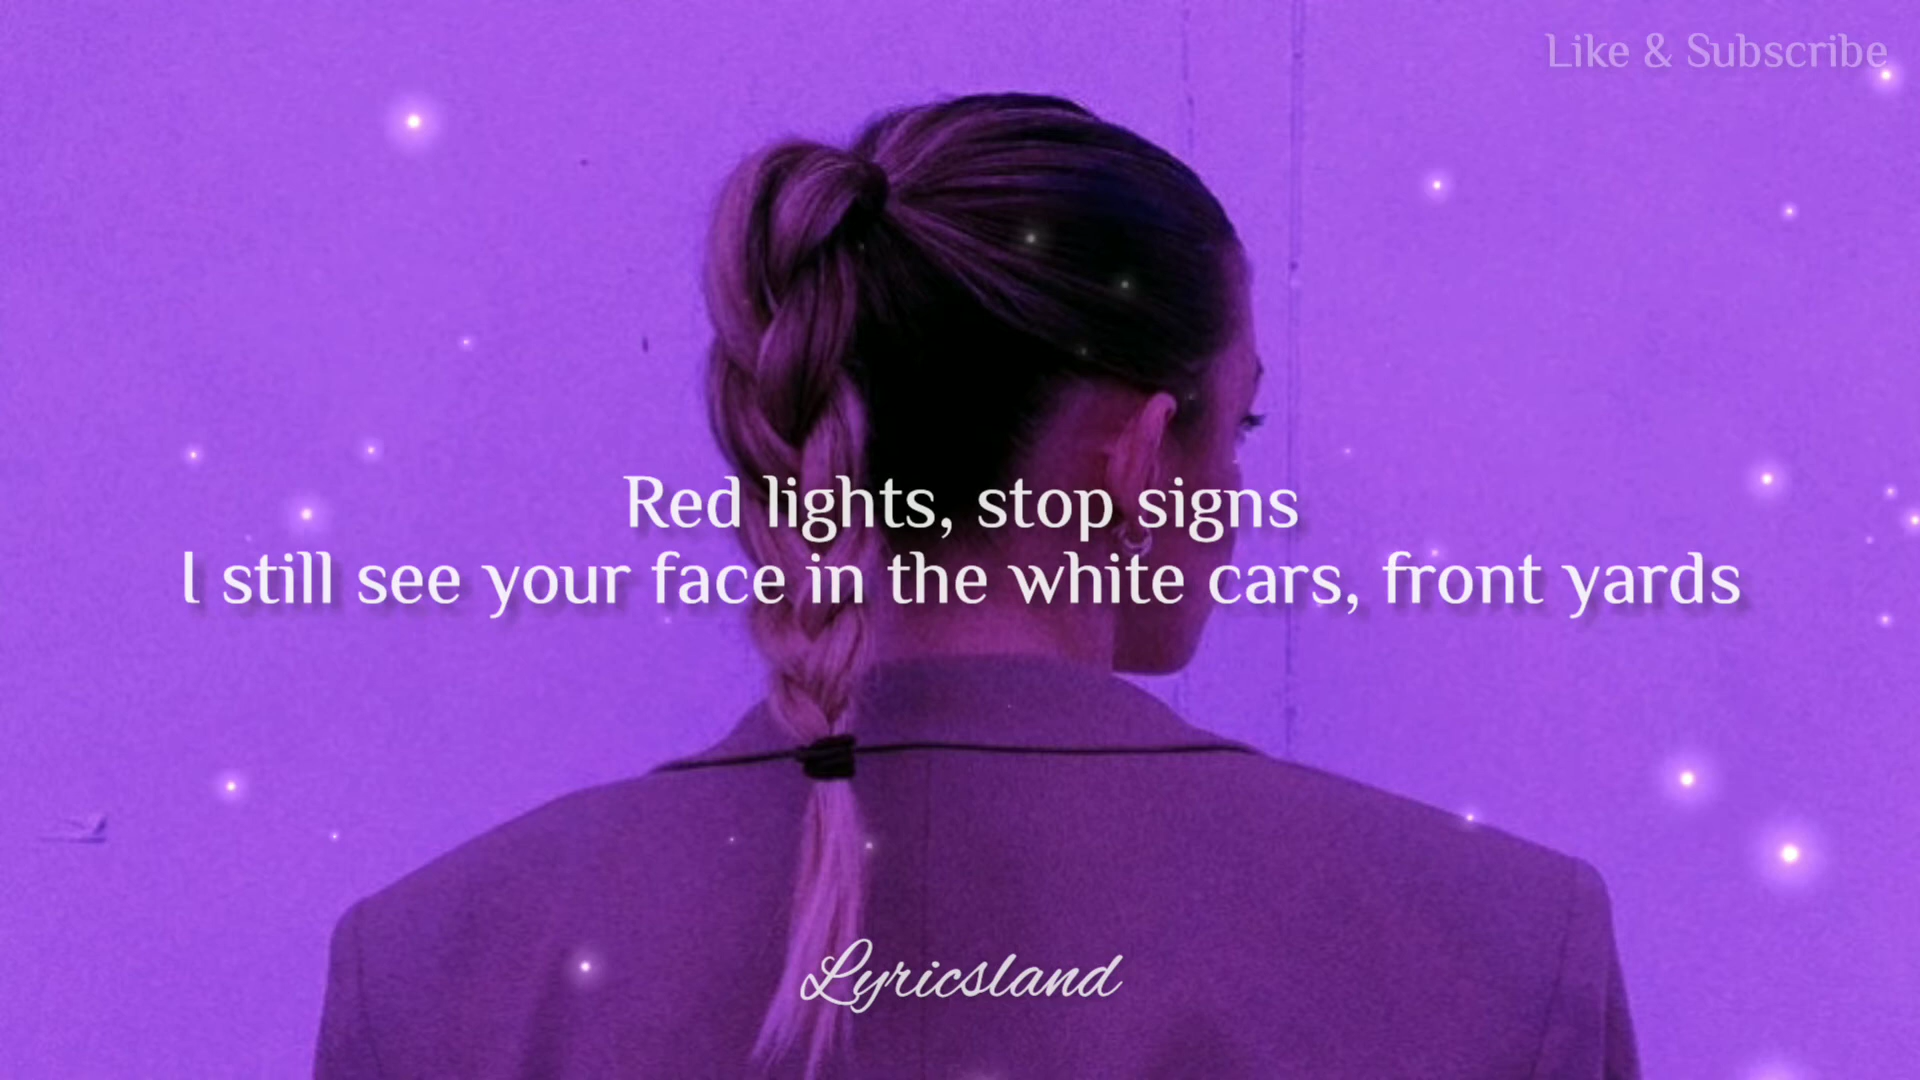 Like & Subscribe
Red lights, stop signs
I still see your face in the white cars, front yards
Lyricsland